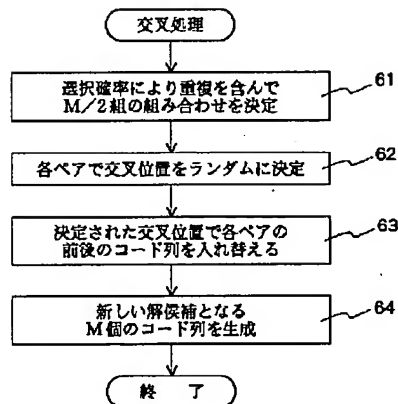 交叉処理
選択確率により重複を含んで
M/2組の組み合わせを決定
61
各ペアで交叉位置をランダムに決定
62
決定された交叉位置で各ペアの
前後のコード列を入れ替える
63
新しい解候補となる
M個のコード列を生成
64
終 了